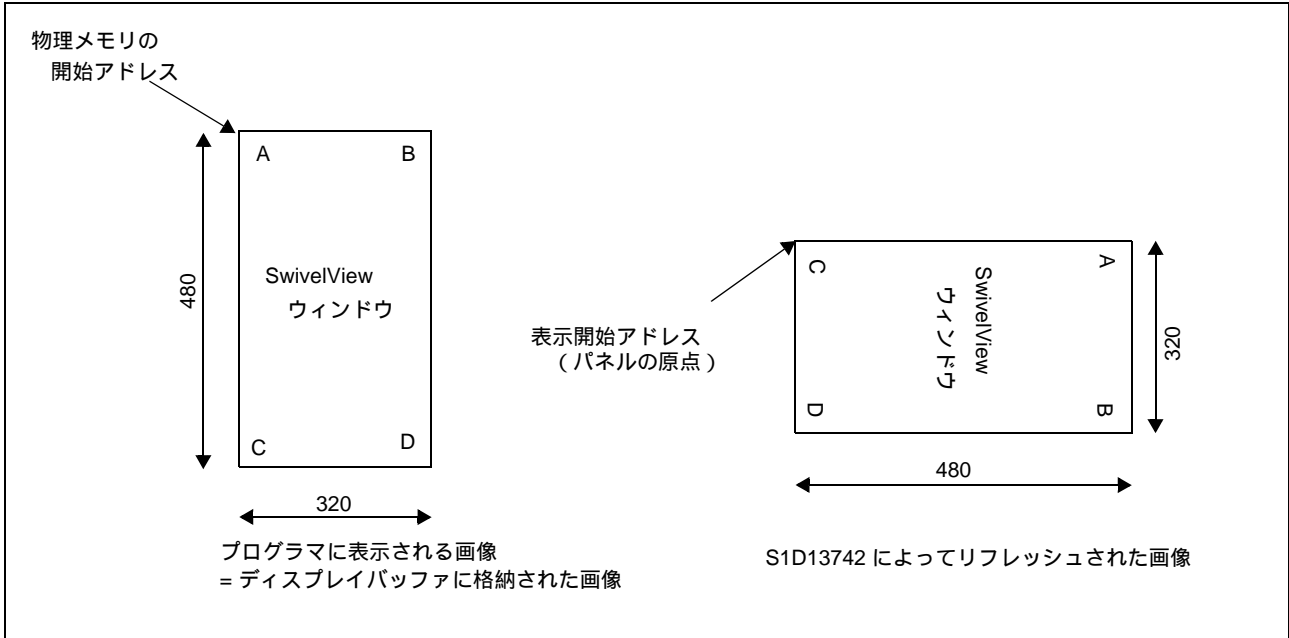 物理メモリの
開始アドレス
A B
480
SwivelView
ウィンドウ
C D
320
プログラマに表示される画像
= ディスプレイバッファに格納された画像
表示開始アドレス
( パネルの原点 )
C A
SwivelView
ウィンドウ
D B
320
480
S1D13742 によってリフレッシュされた画像